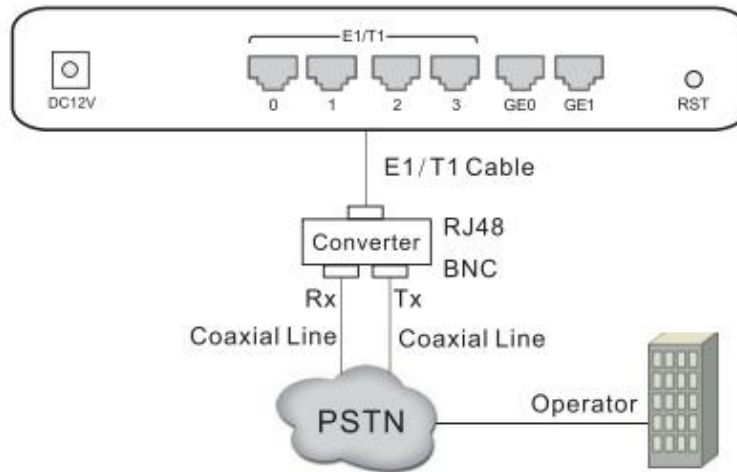 E1/T1
DC12V
0 1 2 3 GE0 GE1
RST
E1/T1 Cable
RJ48
Converter
BNC
Rx Tx
Coaxial Line Coaxial Line
Operator
PSTN